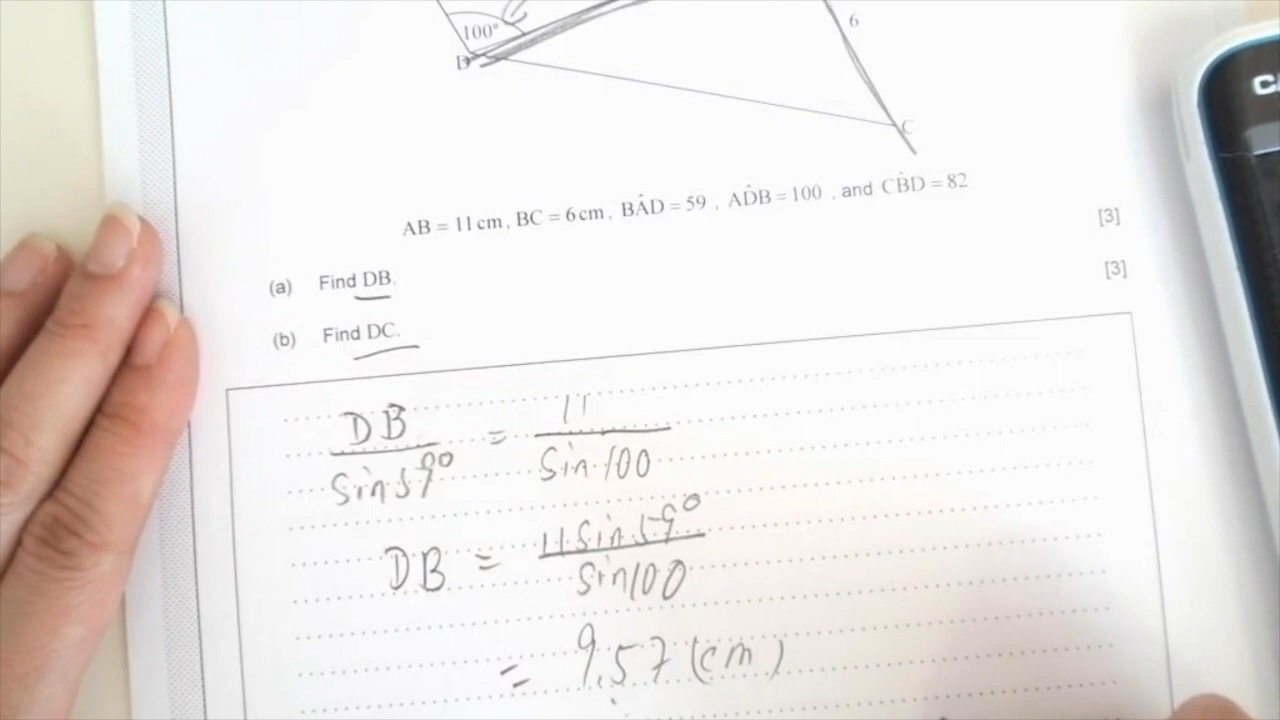 100°
6
D
C
AB = 11 cm, BC = 6 cm, BÂD = 59 , AD̂B = 100 , and CB̂D = 82
[3]
(a) Find DB.
[3]
(b) Find DC.
DB / Sin 59° = 11 / Sin 100
DB = 11 Sin 59° / Sin 100
= 9.57 (cm)